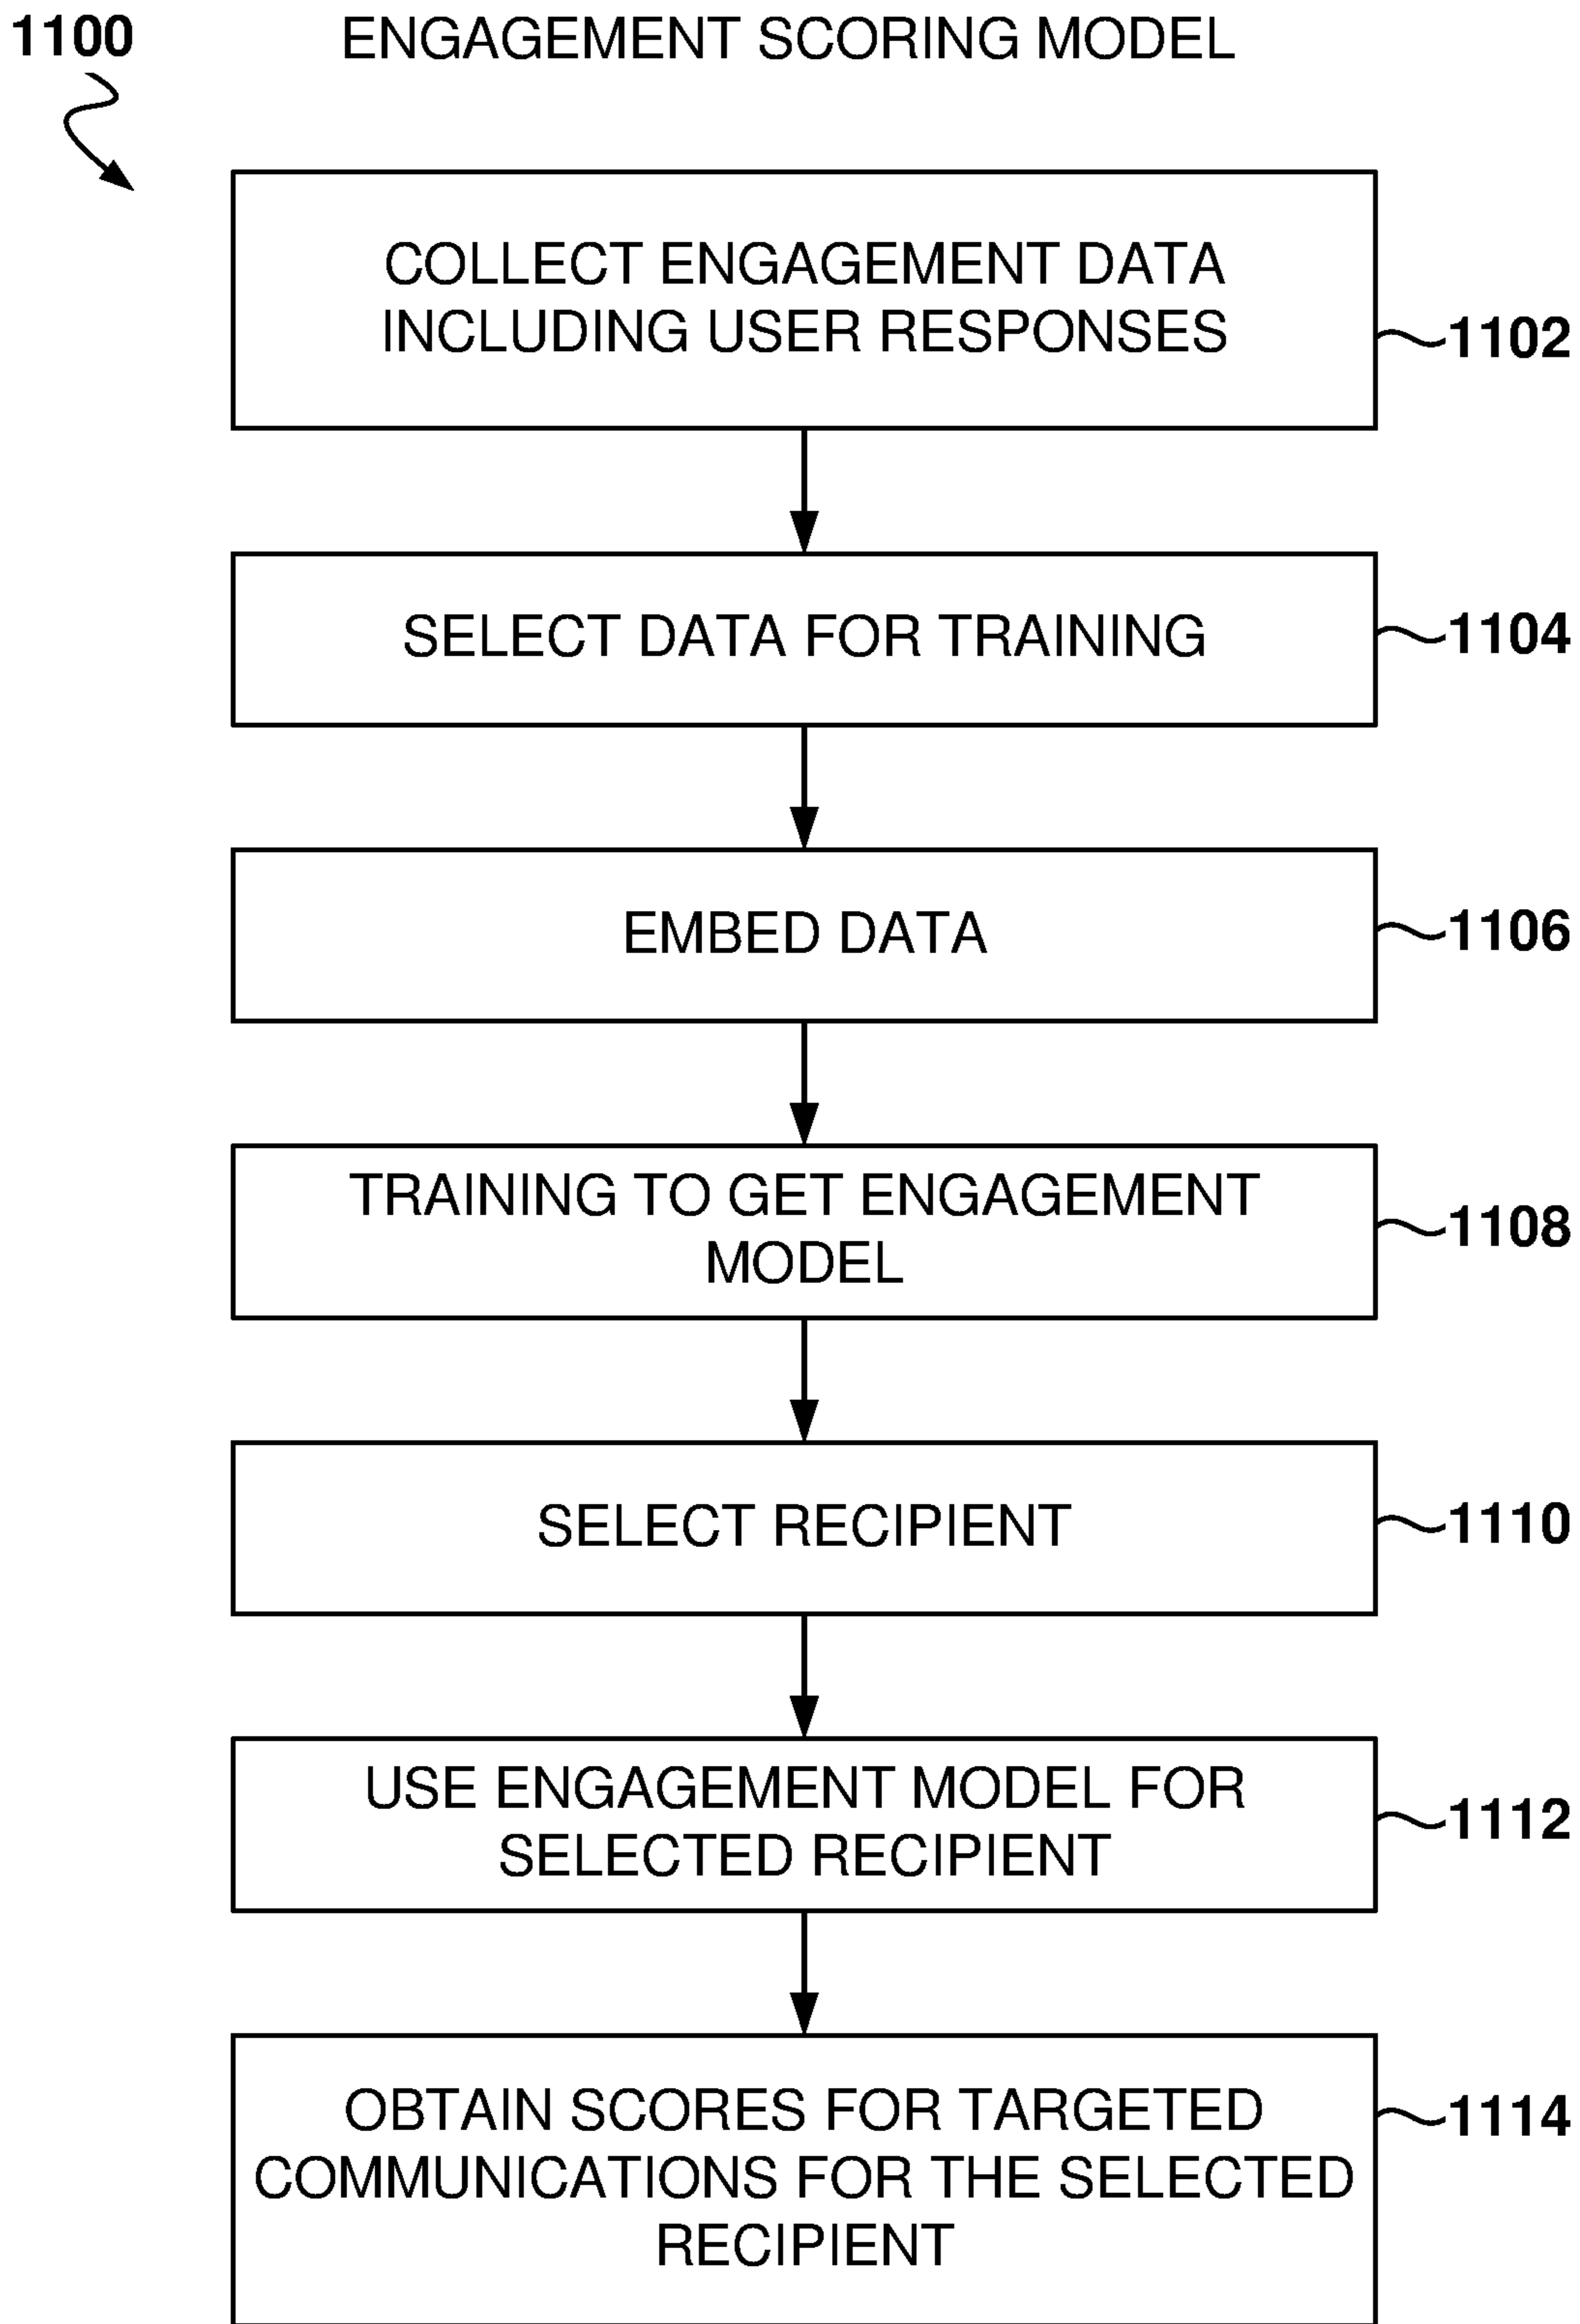 1100
ENGAGEMENT SCORING MODEL
COLLECT ENGAGEMENT DATA
INCLUDING USER RESPONSES
1102
SELECT DATA FOR TRAINING
1104
EMBED DATA
1106
TRAINING TO GET ENGAGEMENT
MODEL
1108
SELECT RECIPIENT
1110
USE ENGAGEMENT MODEL FOR
SELECTED RECIPIENT
1112
OBTAIN SCORES FOR TARGETED
COMMUNICATIONS FOR THE SELECTED
RECIPIENT
1114